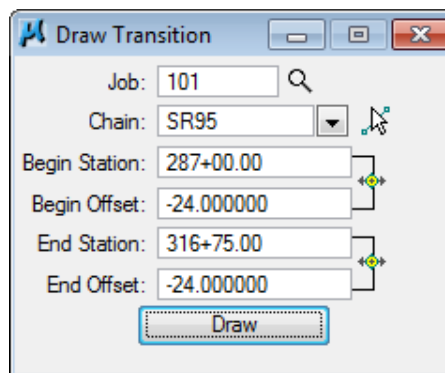 Draw Transition
Job: 101
Chain: SR95
Begin Station: 287+00.00
Begin Offset: -24.000000
End Station: 316+75.00
End Offset: -24.000000
Draw